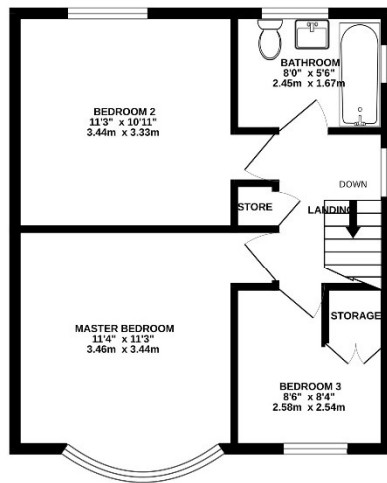 BATHROOM
8'0" x 5'6"
2.45m x 1.67m
BEDROOM 2
11'3" x 10'11"
3.44m x 3.33m
DOWN
STORE
LANDING
STORAGE
MASTER BEDROOM
11'4" x 11'3"
3.46m x 3.44m
BEDROOM 3
8'6" x 8'4"
2.58m x 2.54m